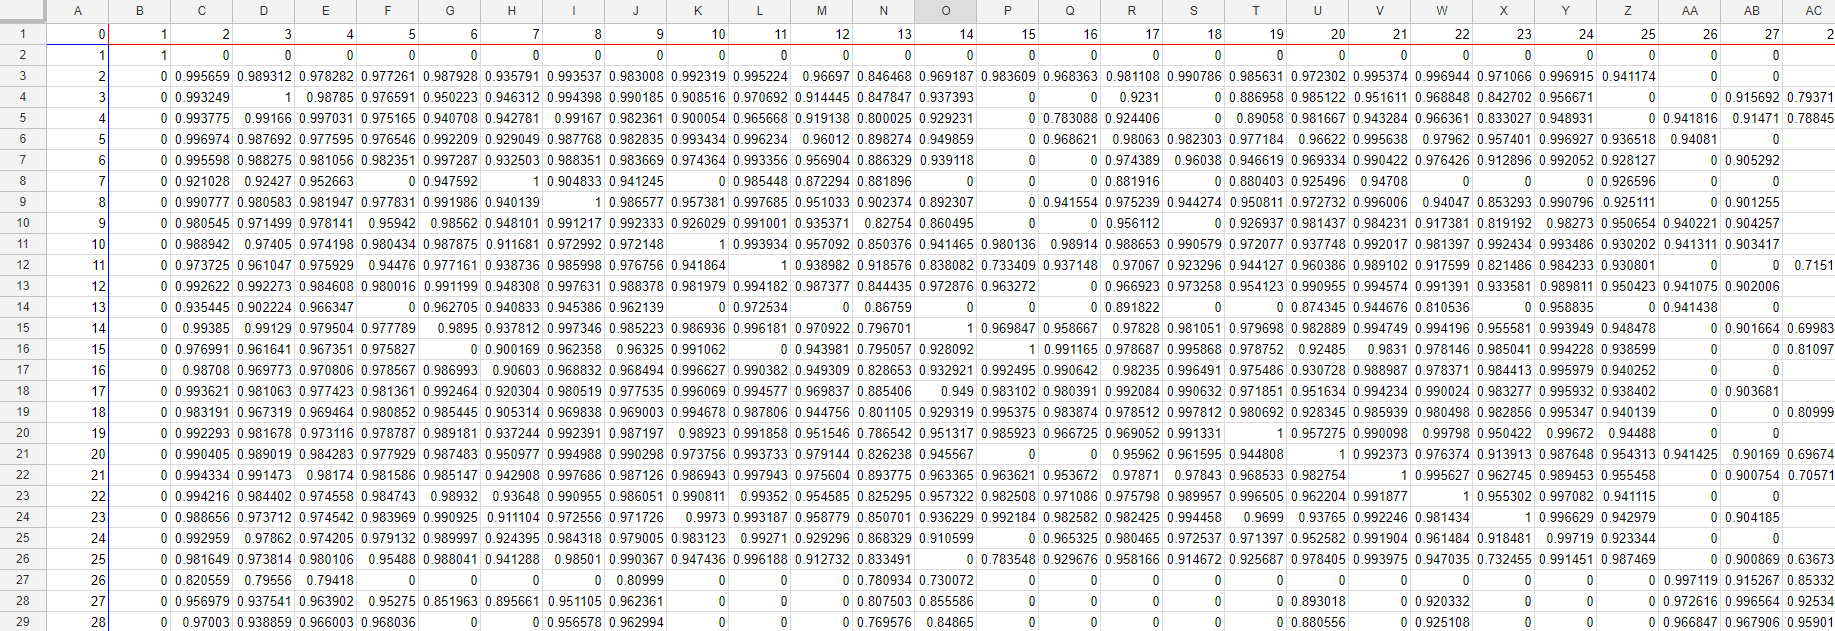 A B C D E F G H I J K L M N O P Q R S T U V W X Y Z AA AB AC
1 0 1 2 3 4 5 6 7 8 9 10 11 12 13 14 15 16 17 18 19 20 21 22 23 24 25 26 27 2
2 1 1 0 0 0 0 0 0 0 0 0 0 0 0 0 0 0 0 0 0 0 0 0 0 0 0 0 0
3 2 0 0.995659 0.989312 0.978282 0.977261 0.987928 0.935791 0.993537 0.983008 0.992319 0.995224 0.96697 0.846468 0.969187 0.983609 0.968363 0.981108 0.990786 0.985631 0.972302 0.995374 0.996944 0.971066 0.996915 0.941174 0 0
4 3 0 0.993249 1 0.98785 0.976591 0.950223 0.946312 0.994398 0.990185 0.908516 0.970692 0.914445 0.847847 0.937393 0 0 0.9231 0 0.886958 0.985122 0.951611 0.968848 0.842702 0.956671 0 0 0.915692 0.79371
5 4 0 0.993775 0.99166 0.997031 0.975165 0.940708 0.942781 0.99167 0.982361 0.900054 0.965668 0.919138 0.800025 0.929231 0 0.783088 0.924406 0 0.89058 0.981667 0.943284 0.966361 0.833027 0.948931 0 0.941816 0.91471 0.78845
6 5 0 0.996974 0.987692 0.977595 0.976546 0.992209 0.929049 0.987768 0.982835 0.993434 0.996234 0.96012 0.898274 0.949859 0 0.968621 0.98063 0.982303 0.977184 0.96622 0.995638 0.97962 0.957401 0.996927 0.936518 0.94081 0
7 6 0 0.995598 0.988275 0.981056 0.982351 0.997287 0.932503 0.988351 0.983669 0.974364 0.993356 0.956904 0.886329 0.939118 0 0 0.974389 0.96038 0.946619 0.969334 0.990422 0.976426 0.912896 0.992052 0.928127 0 0.905292
8 7 0 0.921028 0.92427 0.952663 0 0.947592 1 0.904833 0.941245 0 0.985448 0.872294 0.881896 0 0 0 0.881916 0 0.880403 0.925496 0.94708 0 0 0 0.926596 0 0
9 8 0 0.990777 0.980583 0.981947 0.977831 0.991986 0.940139 1 0.986577 0.957381 0.997685 0.951033 0.902374 0.892307 0 0.941554 0.975239 0.944274 0.950811 0.972732 0.996006 0.94047 0.853293 0.990796 0.925111 0 0.901255
10 9 0 0.980545 0.971499 0.978141 0.95942 0.98562 0.948101 0.991217 0.992333 0.926029 0.991001 0.935371 0.82754 0.860495 0 0 0.956112 0 0.926937 0.981437 0.984231 0.917381 0.819192 0.98273 0.950654 0.940221 0.904257
11 10 0 0.988942 0.97405 0.974198 0.980434 0.987875 0.911681 0.972992 0.972148 1 0.993934 0.957092 0.850376 0.941465 0.980136 0.98914 0.988653 0.990579 0.972077 0.937748 0.992017 0.981397 0.992434 0.993486 0.930202 0.941311 0.903417
12 11 0 0.973725 0.961047 0.975929 0.94476 0.977161 0.938736 0.985998 0.976756 0.941864 1 0.938982 0.918576 0.838082 0.733409 0.937148 0.97067 0.923296 0.944127 0.960386 0.989102 0.917599 0.821486 0.984233 0.930801 0 0 0.7151
13 12 0 0.992622 0.992273 0.984608 0.980016 0.991199 0.948308 0.997631 0.988378 0.981979 0.994182 0.987377 0.844435 0.972876 0.963272 0 0.966923 0.973258 0.954123 0.990955 0.994574 0.991391 0.933581 0.989811 0.950423 0.941075 0.902006
14 13 0 0.935445 0.902224 0.966347 0 0.962705 0.940833 0.945386 0.962139 0 0.972534 0 0.86759 0 0 0 0.891822 0 0 0.874345 0.944676 0.810536 0 0.958835 0 0.941438 0
15 14 0 0.99385 0.99129 0.979504 0.977789 0.9895 0.937812 0.997346 0.985223 0.986936 0.996181 0.970922 0.796701 1 0.969847 0.958667 0.97828 0.981051 0.979698 0.982889 0.994749 0.994196 0.955581 0.993949 0.948478 0 0.901664 0.69983
16 15 0 0.976991 0.961641 0.967351 0.975827 0 0.900169 0.962358 0.96325 0.991062 0 0.943981 0.795057 0.928092 1 0.991165 0.978687 0.995868 0.978752 0.92485 0.9831 0.978146 0.985041 0.994228 0.938599 0 0 0.81097
17 16 0 0.98708 0.969773 0.970806 0.978567 0.986993 0.90603 0.968832 0.968494 0.996627 0.990382 0.949309 0.828653 0.932921 0.992495 0.990642 0.98235 0.996491 0.975486 0.930728 0.988987 0.978371 0.984413 0.995979 0.940252 0 0
18 17 0 0.993621 0.981063 0.977423 0.981361 0.992464 0.920304 0.980519 0.977535 0.996069 0.994577 0.969837 0.885406 0.949 0.983102 0.980391 0.992084 0.990632 0.971851 0.951634 0.994234 0.990024 0.983277 0.995932 0.938402 0 0.903681
19 18 0 0.983191 0.967319 0.969464 0.980852 0.985445 0.905314 0.969838 0.969003 0.994678 0.987806 0.944756 0.801105 0.929319 0.995375 0.983874 0.978512 0.997812 0.980692 0.928345 0.985939 0.980498 0.982856 0.995347 0.940139 0 0 0.80999
20 19 0 0.992293 0.981678 0.973116 0.978787 0.989181 0.937244 0.992391 0.987197 0.98923 0.991858 0.951546 0.786542 0.951317 0.985923 0.966725 0.969052 0.991331 1 0.957275 0.990098 0.99798 0.950422 0.99672 0.94488 0 0
21 20 0 0.990405 0.989019 0.984283 0.977929 0.987483 0.950977 0.994988 0.990298 0.973756 0.993733 0.979144 0.826238 0.945567 0 0 0.95962 0.961595 0.944808 1 0.992373 0.976374 0.913745 0.987648 0.954313 0.941425 0.90169 0.69674
22 21 0 0.994334 0.991473 0.98174 0.981586 0.985147 0.942908 0.997686 0.987126 0.986943 0.997943 0.975604 0.893775 0.963365 0.963621 0.953672 0.97871 0.97843 0.968533 0.982754 1 0.995627 0.962745 0.989453 0.955458 0 0.900754 0.70571
23 22 0 0.994216 0.984402 0.974558 0.984743 0.98932 0.93648 0.990955 0.986051 0.990811 0.99352 0.954585 0.825295 0.957322 0.982508 0.971086 0.975798 0.989957 0.996505 0.962204 0.991877 1 0.955302 0.997082 0.941115 0 0
24 23 0 0.988656 0.973712 0.974542 0.983969 0.990925 0.911104 0.972556 0.971726 0.9973 0.993187 0.958779 0.850701 0.936229 0.992184 0.982582 0.982425 0.994458 0.9699 0.93765 0.992246 0.981434 1 0.996629 0.942979 0 0.904185
25 24 0 0.992959 0.97862 0.974205 0.979132 0.989997 0.924395 0.984318 0.979005 0.983123 0.99271 0.929296 0.868329 0.910599 0 0.965325 0.980465 0.972537 0.971397 0.952582 0.991904 0.961484 0.918481 0.99719 0.923344 0 0
26 25 0 0.981649 0.973814 0.980106 0.95488 0.988041 0.941288 0.98501 0.990367 0.947436 0.996188 0.912732 0.833491 0 0.783548 0.929676 0.958166 0.914672 0.925687 0.978405 0.993975 0.947035 0.732455 0.991451 0.987469 0 0.900869 0.63673
27 26 0 0.820559 0.79556 0.79418 0 0 0 0 0.80999 0 0 0 0.780934 0.730072 0 0 0 0 0 0 0 0 0 0 0 0.997119 0.915267 0.85332
28 27 0 0.956979 0.937541 0.963902 0.95275 0.851963 0.895661 0.951105 0.962361 0 0 0 0.807503 0.855586 0 0 0 0 0 0.893018 0 0.920332 0 0 0 0.972616 0.996564 0.92534
29 28 0 0.97003 0.938859 0.966003 0.968036 0 0 0.956578 0.962994 0 0 0 0.769576 0.84865 0 0 0 0 0 0.880556 0 0.925108 0 0 0 0.966847 0.967906 0.95901